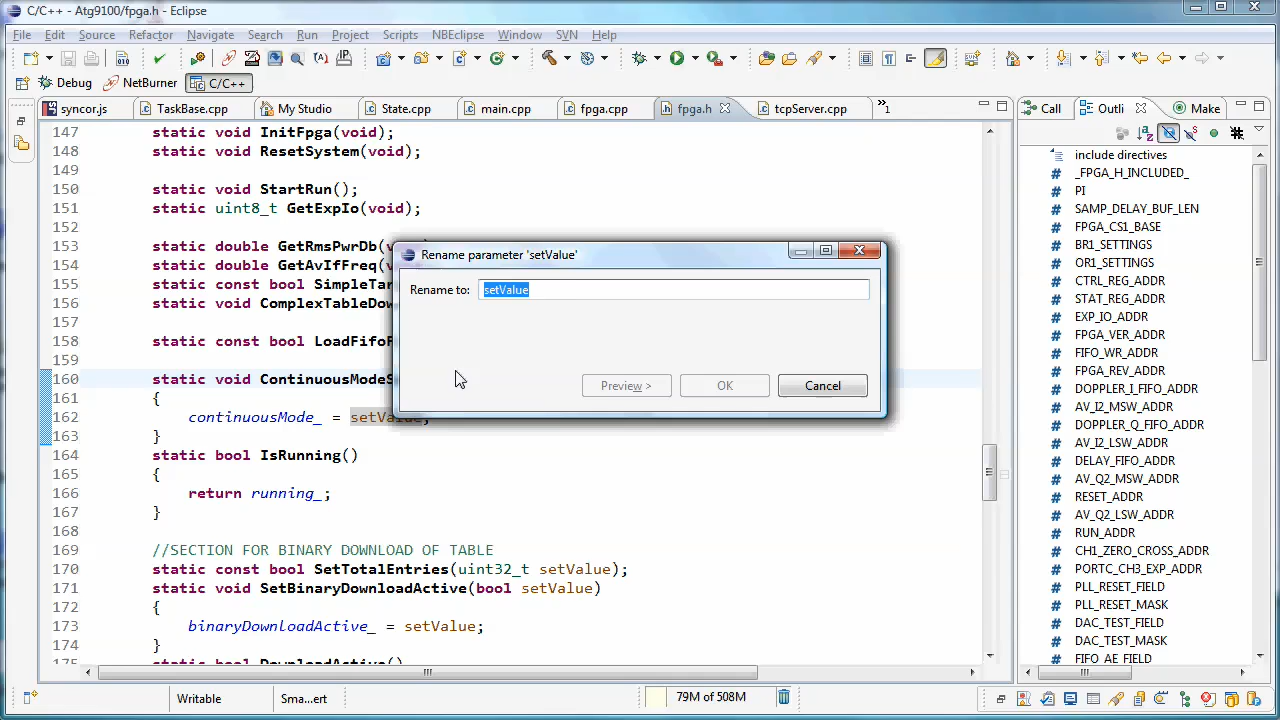 C/C++ - Atg9100/fpga.h - Eclipse
File Edit Source Refactor Navigate Search Run Project Scripts NBEclipse Window SVN Help
Debug NetBurner C/C++
syncor.js TaskBase.cpp My Studio State.cpp main.cpp fpga.cpp fpga.h tcpServer.cpp »1 Call Outli Make
147 static void InitFpga(void);
148 static void ResetSystem(void);
149
150 static void StartRun();
151 static uint8_t GetExpIo(void);
152
153 static double GetRmsPwrDb(
154 static double GetAvIfFreq(
155 static const bool SimpleTar
156 static void ComplexTableDow
157
158 static const bool LoadFifoF
159
160 static void ContinuousModeS
161 {
162 continuousMode_ = setValue;
163 }
164 static bool IsRunning()
165 {
166 return running_;
167 }
168
169 //SECTION FOR BINARY DOWNLOAD OF TABLE
170 static const bool SetTotalEntries(uint32_t setValue);
171 static void SetBinaryDownloadActive(bool setValue)
172 {
173 binaryDownloadActive_ = setValue;
174 }
175 static bool DownloadActive()
Rename parameter 'setValue'
Rename to: setValue
Preview > OK Cancel
include directives
_FPGA_H_INCLUDED_
PI
SAMP_DELAY_BUF_LEN
FPGA_CS1_BASE
BR1_SETTINGS
OR1_SETTINGS
CTRL_REG_ADDR
STAT_REG_ADDR
EXP_IO_ADDR
FPGA_VER_ADDR
FIFO_WR_ADDR
FPGA_REV_ADDR
DOPPLER_I_FIFO_ADDR
AV_I2_MSW_ADDR
DOPPLER_Q_FIFO_ADDR
AV_I2_LSW_ADDR
DELAY_FIFO_ADDR
AV_Q2_MSW_ADDR
RESET_ADDR
AV_Q2_LSW_ADDR
RUN_ADDR
CH1_ZERO_CROSS_ADDR
PORTC_CH3_EXP_ADDR
PLL_RESET_FIELD
PLL_RESET_MASK
DAC_TEST_FIELD
DAC_TEST_MASK
FIFO_AE_FIELD
Writable Sma...ert 79M of 508M